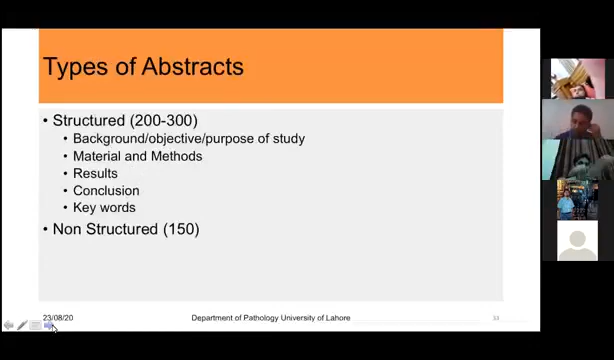 Types of Abstracts
• Structured (200-300)
• Background/objective/purpose of study
• Material and Methods
• Results
• Conclusion
• Key words
• Non Structured (150)
23/08/20
Department of Pathology University of Lahore